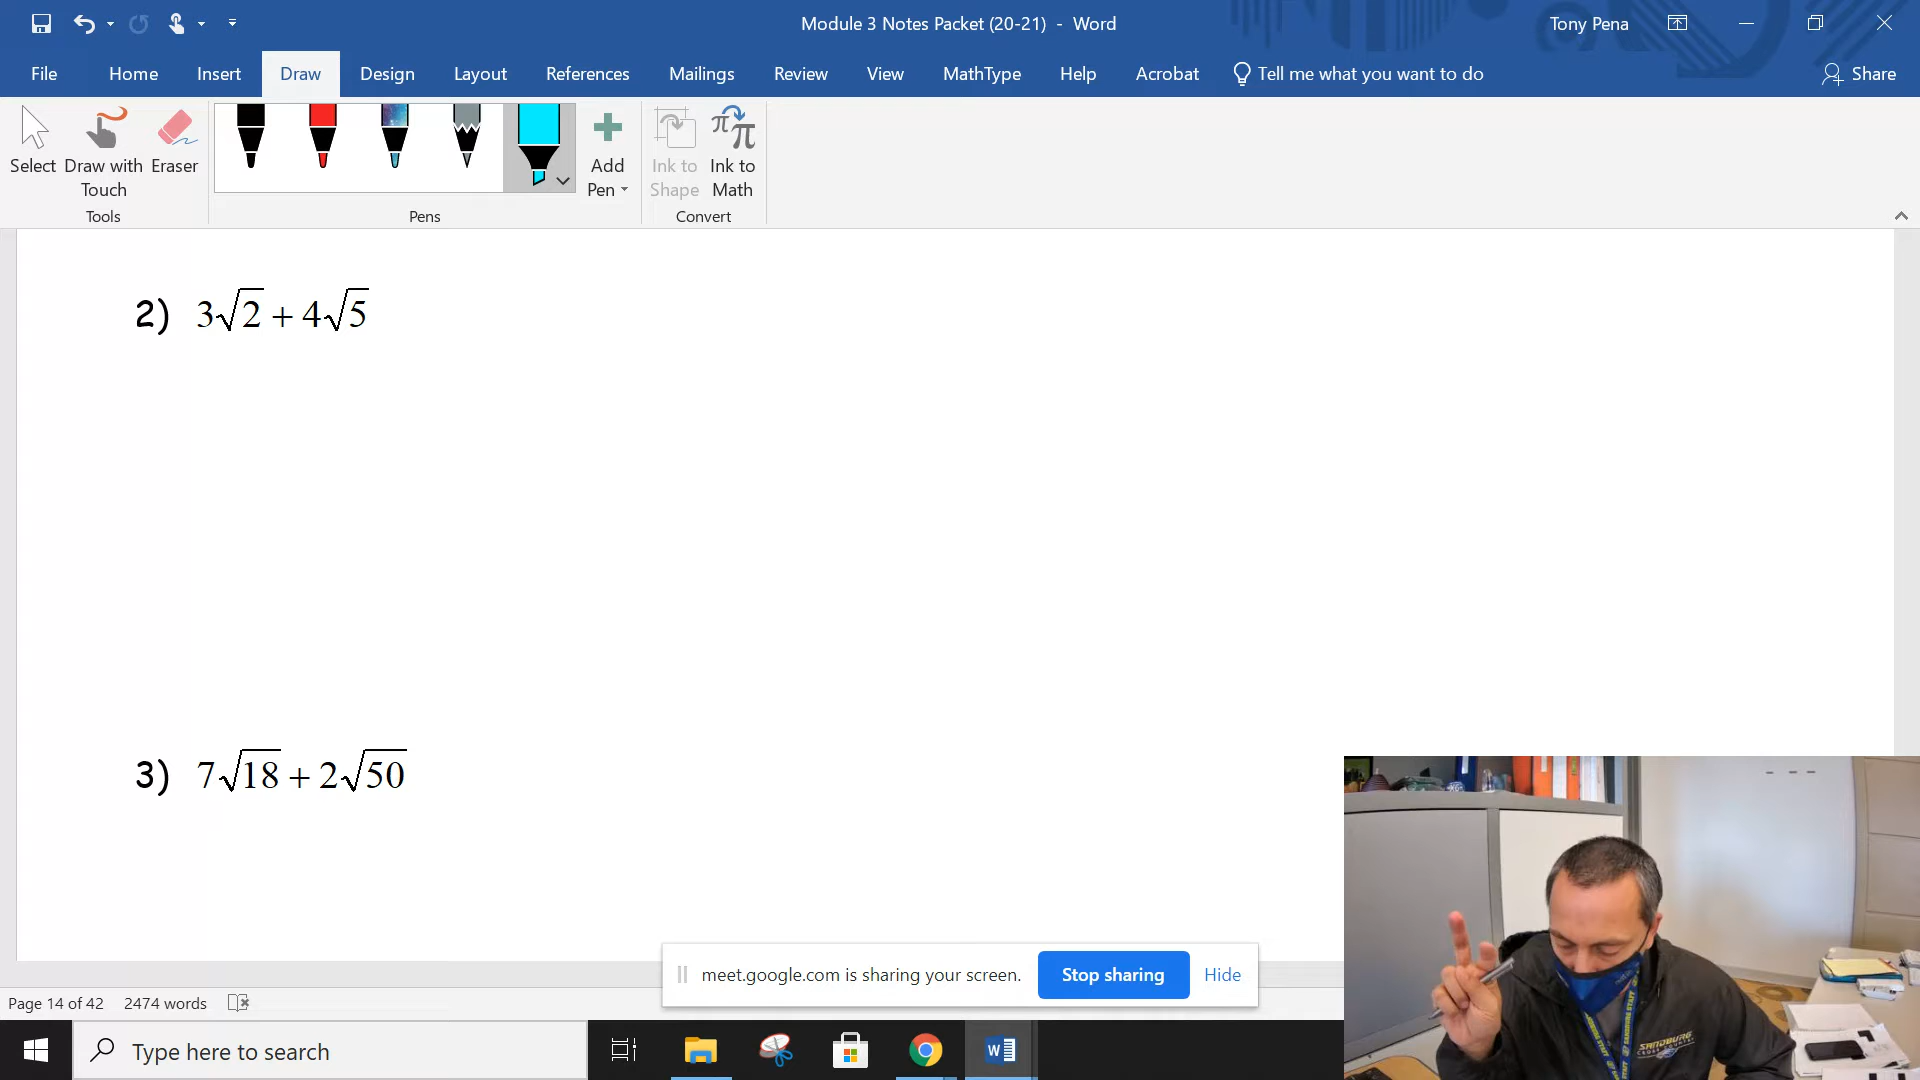 Module 3 Notes Packet (20-21) - Word
Tony Pena
File Home Insert Draw Design Layout References Mailings Review View MathType Help Acrobat Tell me what you want to do Share
Select Draw with Touch Eraser
Add Pen
Ink to Shape Ink to Math
Tools Pens Convert
2) 3√2 + 4√5
3) 7√18 + 2√50
meet.google.com is sharing your screen. Stop sharing Hide
Page 14 of 42 2474 words
Type here to search
SANDBURG
CROSS COUNTRY